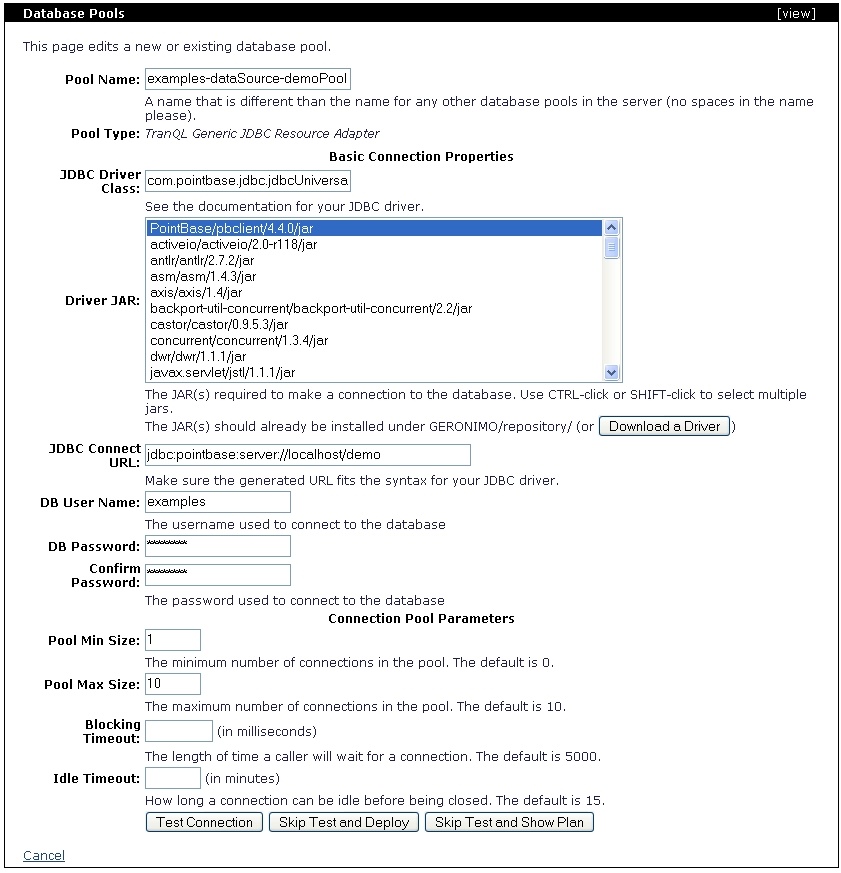 Database Pools [view]
This page edits a new or existing database pool.
Pool Name: examples-dataSource-demoPool
A name that is different than the name for any other database pools in the server (no spaces in the name
please).
Pool Type: TranQL Generic JDBC Resource Adapter
Basic Connection Properties
JDBC Driver
Class: com.pointbase.jdbc.jdbcUniversa
See the documentation for your JDBC driver.
PointBase/pbclient/4.4.0/jar
activeio/activeio/2.0-r118/jar
antlr/antlr/2.7.2/jar
asm/asm/1.4.3/jar
axis/axis/1.4/jar
Driver JAR: backport-util-concurrent/backport-util-concurrent/2.2/jar
castor/castor/0.9.5.3/jar
concurrent/concurrent/1.3.4/jar
dwr/dwr/1.1.1/jar
javax.servlet/jstl/1.1.1/jar
The JAR(s) required to make a connection to the database. Use CTRL-click or SHIFT-click to select multiple
jars.
The JAR(s) should already be installed under GERONIMO/repository/ (or Download a Driver )
JDBC Connect
URL: jdbc:pointbase:server://localhost/demo
Make sure the generated URL fits the syntax for your JDBC driver.
DB User Name: examples
The username used to connect to the database
DB Password: ********
Confirm
Password: ********
The password used to connect to the database
Connection Pool Parameters
Pool Min Size: 1
The minimum number of connections in the pool. The default is 0.
Pool Max Size: 10
The maximum number of connections in the pool. The default is 10.
Blocking
Timeout: (in milliseconds)
The length of time a caller will wait for a connection. The default is 5000.
Idle Timeout: (in minutes)
How long a connection can be idle before being closed. The default is 15.
Test Connection Skip Test and Deploy Skip Test and Show Plan
Cancel